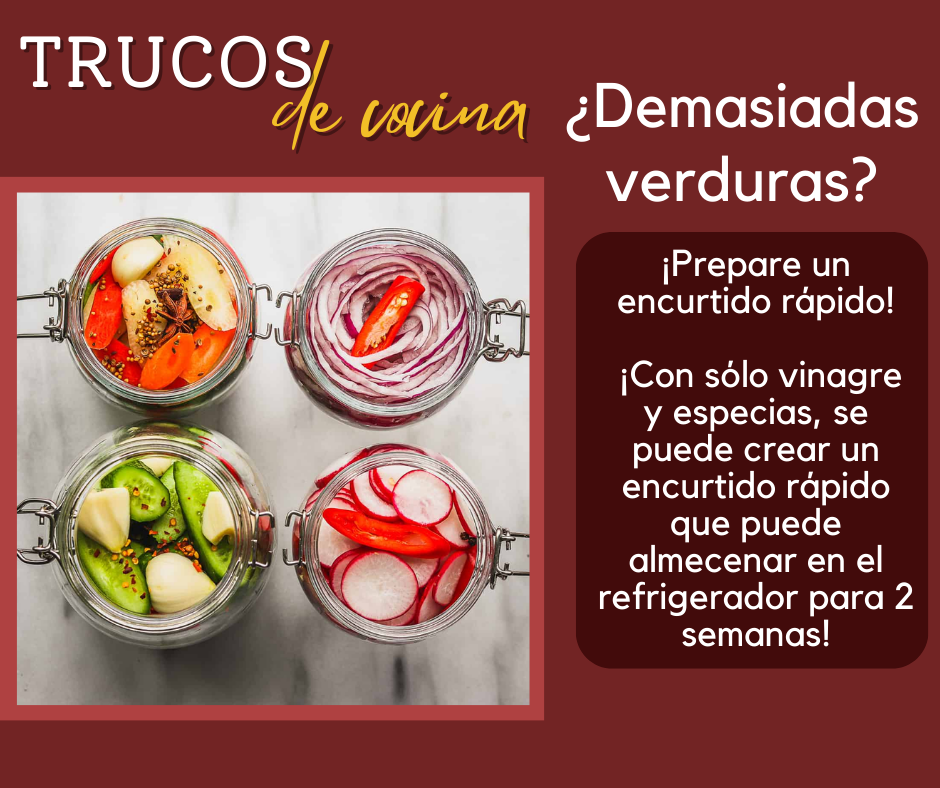 TRUCOS
de cocina
¿Demasiadas
verduras?
¡Prepare un
encurtido rápido!
¡Con sólo vinagre
y especias, se
puede crear un
encurtido rápido
que puede
almecenar en el
refrigerador para 2
semanas!